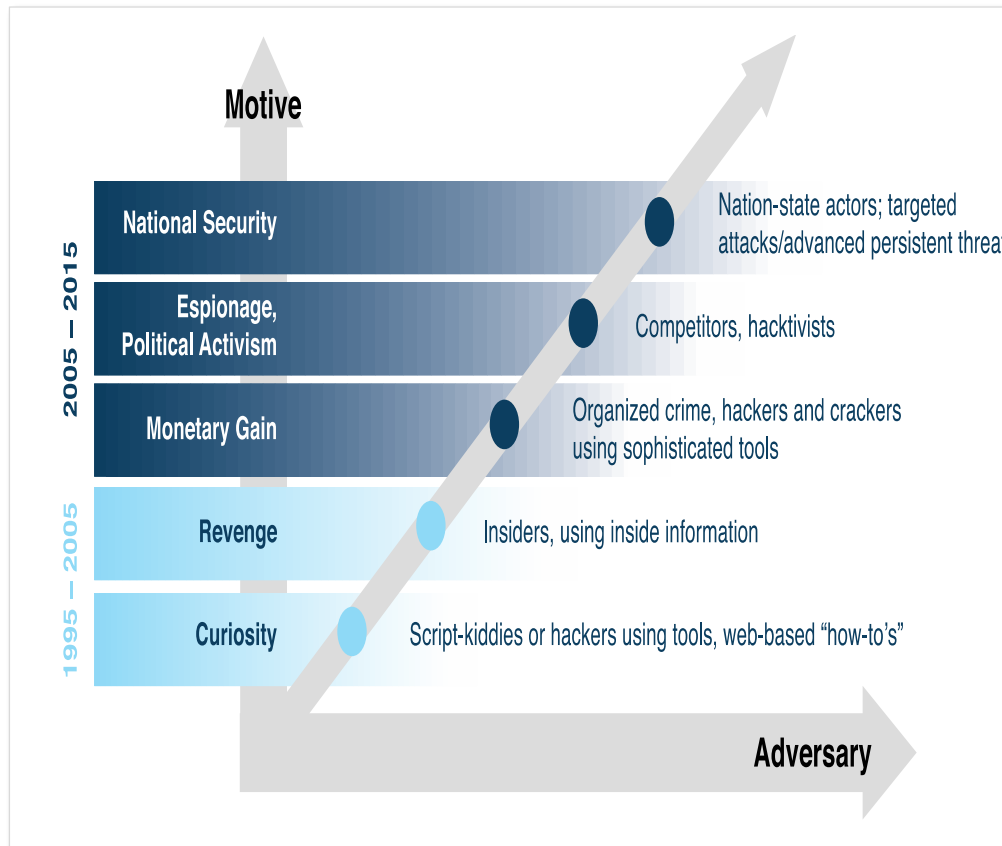 Motive
2005 – 2015
National Security
Nation-state actors; targeted
attacks/advanced persistent threat
Espionage,
Political Activism
Competitors, hacktivists
Monetary Gain
Organized crime, hackers and crackers
using sophisticated tools
1995 – 2005
Revenge
Insiders, using inside information
Curiosity
Script-kiddies or hackers using tools, web-based “how-to’s”
Adversary